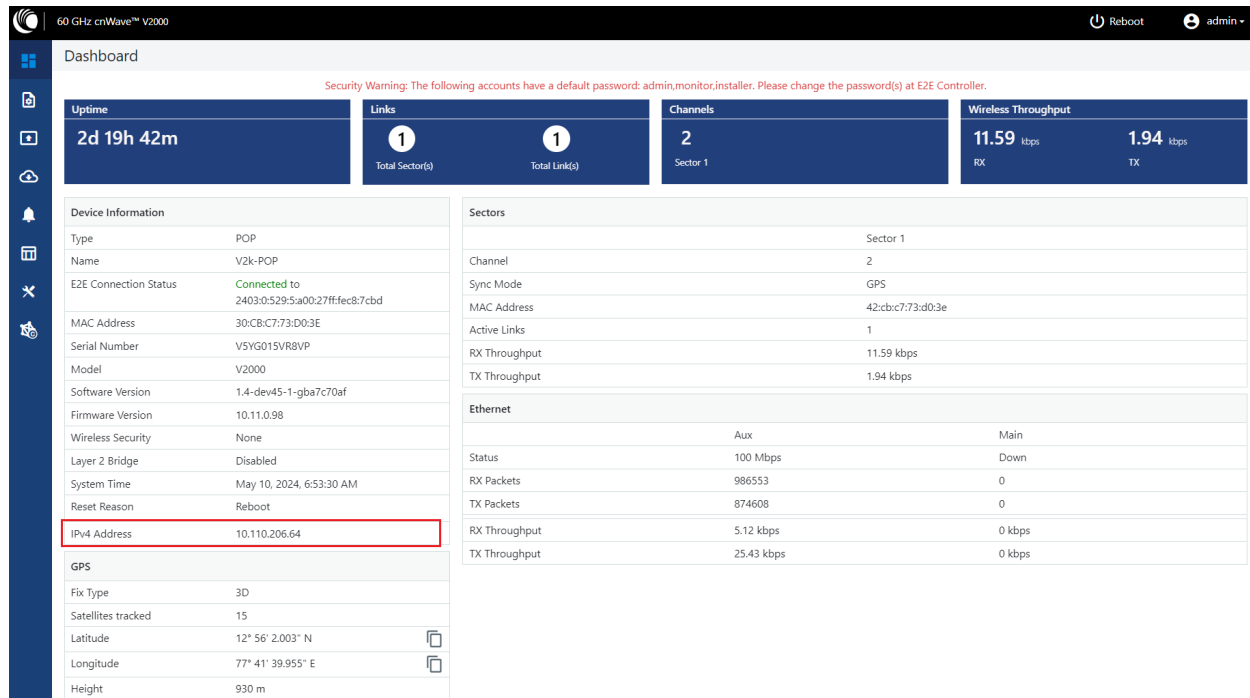 60 GHz cnWave™ V2000
Reboot
admin
Dashboard
Security Warning: The following accounts have a default password: admin,monitor,installer. Please change the password(s) at E2E Controller.
Uptime
2d 19h 42m
Links
1 1
Total Sector(s) Total Link(s)
Channels
2
Sector 1
Wireless Throughput
11.59 kbps 1.94 kbps
RX TX
Device Information
Type POP
Name V2k-POP
E2E Connection Status Connected to
2403:0:529:5:a00:27ff:fec8:7cbd
MAC Address 30:CB:C7:73:D0:3E
Serial Number V5YG015VR8VP
Model V2000
Software Version 1.4-dev45-1-gba7c70af
Firmware Version 10.11.0.98
Wireless Security None
Layer 2 Bridge Disabled
System Time May 10, 2024, 6:53:30 AM
Reset Reason Reboot
IPv4 Address 10.110.206.64
GPS
Fix Type 3D
Satellites tracked 15
Latitude 12° 56' 2.003" N
Longitude 77° 41' 39.955" E
Height 930 m
Sectors
Sector 1
Channel 2
Sync Mode GPS
MAC Address 42:cb:c7:73:d0:3e
Active Links 1
RX Throughput 11.59 kbps
TX Throughput 1.94 kbps
Ethernet
Aux Main
Status 100 Mbps Down
RX Packets 986553 0
TX Packets 874608 0
RX Throughput 5.12 kbps 0 kbps
TX Throughput 25.43 kbps 0 kbps